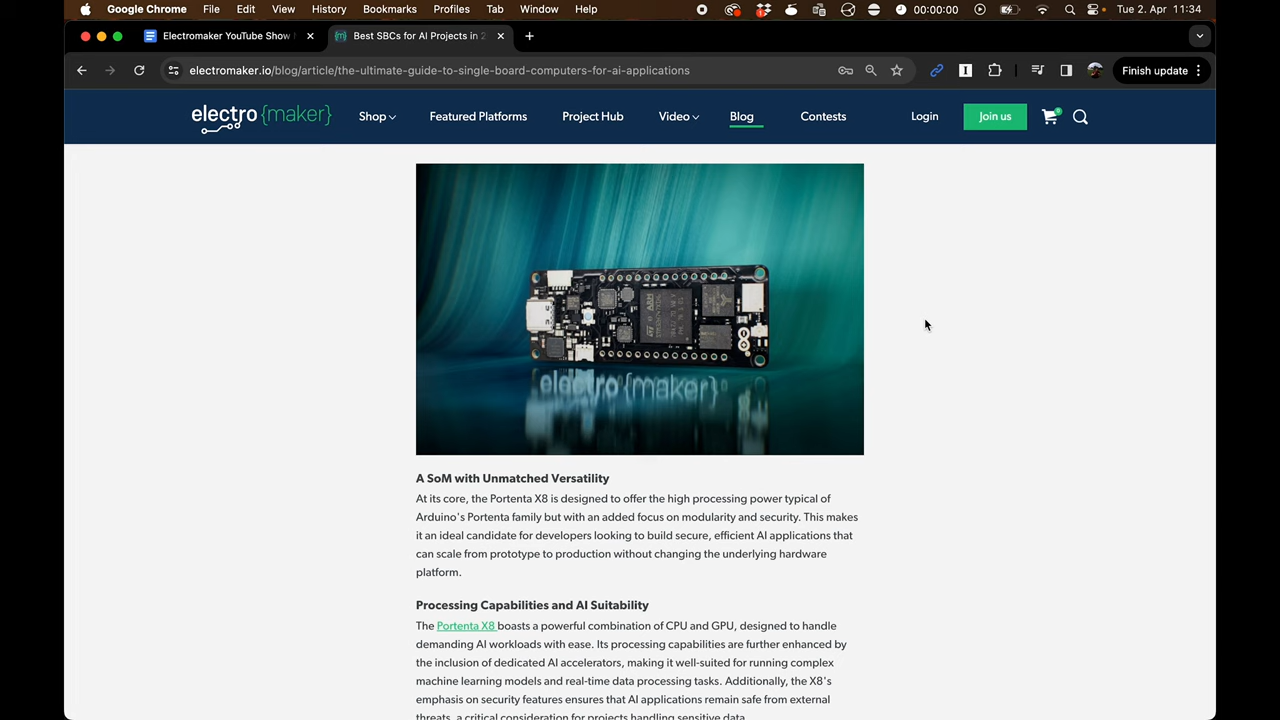 Google Chrome File Edit View History Bookmarks Profiles Tab Window Help 00:00:00 Tue 2. Apr 11:34
Electromaker YouTube Show Best SBCs for AI Projects in 2
electromaker.io/blog/article/the-ultimate-guide-to-single-board-computers-for-ai-applications Finish update
electro{maker} Shop Featured Platforms Project Hub Video Blog Contests Login Join us
electro{maker}
A SoM with Unmatched Versatility
At its core, the Portenta X8 is designed to offer the high processing power typical of
Arduino's Portenta family but with an added focus on modularity and security. This makes
it an ideal candidate for developers looking to build secure, efficient AI applications that
can scale from prototype to production without changing the underlying hardware
platform.
Processing Capabilities and AI Suitability
The Portenta X8 boasts a powerful combination of CPU and GPU, designed to handle
demanding AI workloads with ease. Its processing capabilities are further enhanced by
the inclusion of dedicated AI accelerators, making it well-suited for running complex
machine learning models and real-time data processing tasks. Additionally, the X8's
emphasis on security features ensures that AI applications remain safe from external
threats, a critical consideration for projects handling sensitive data.